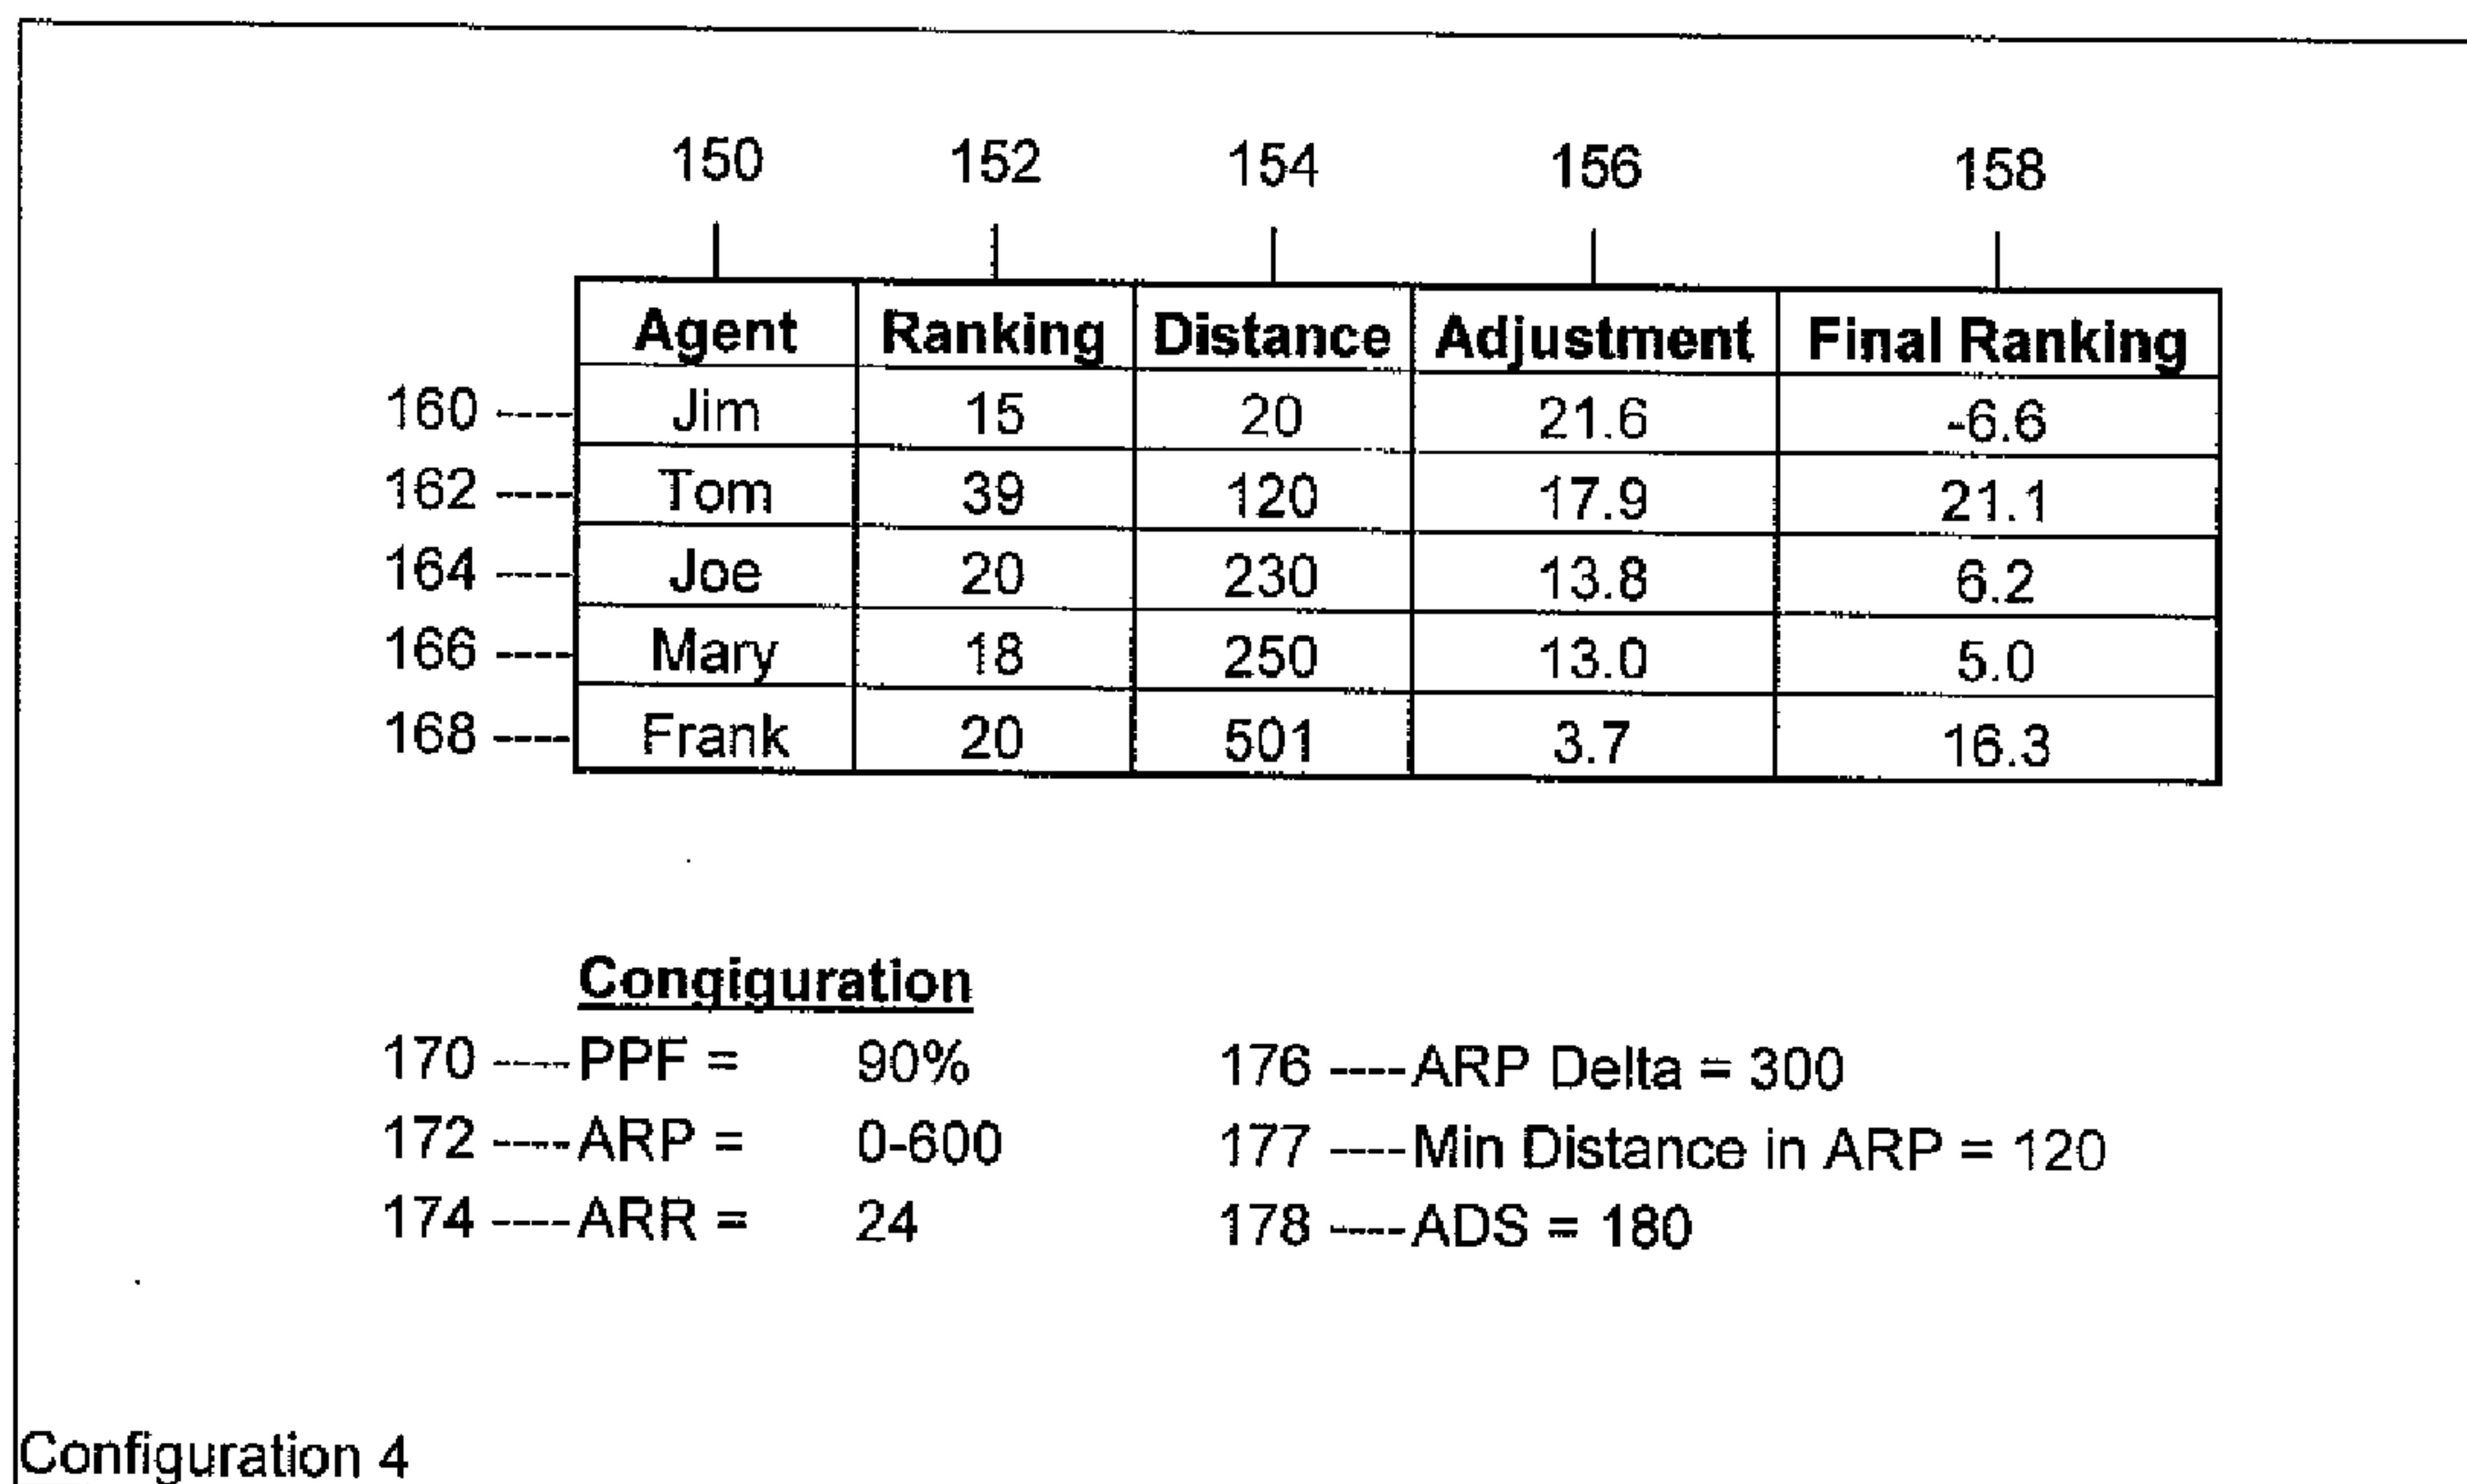 150 152 154 156 158
Agent Ranking Distance Adjustment Final Ranking
160 ---- Jim 15 20 21.6 -6.6
162 ---- Tom 39 120 17.9 21.1
164 ---- Joe 20 230 13.8 6.2
166 ---- Mary 18 250 13.0 5.0
168 ---- Frank 20 501 3.7 16.3
Congiguration
170 ---- PPF = 90% 176 ---- ARP Delta = 300
172 ---- ARP = 0-600 177 ---- Min Distance in ARP = 120
174 ---- ARR = 24 178 ---- ADS = 180
Configuration 4